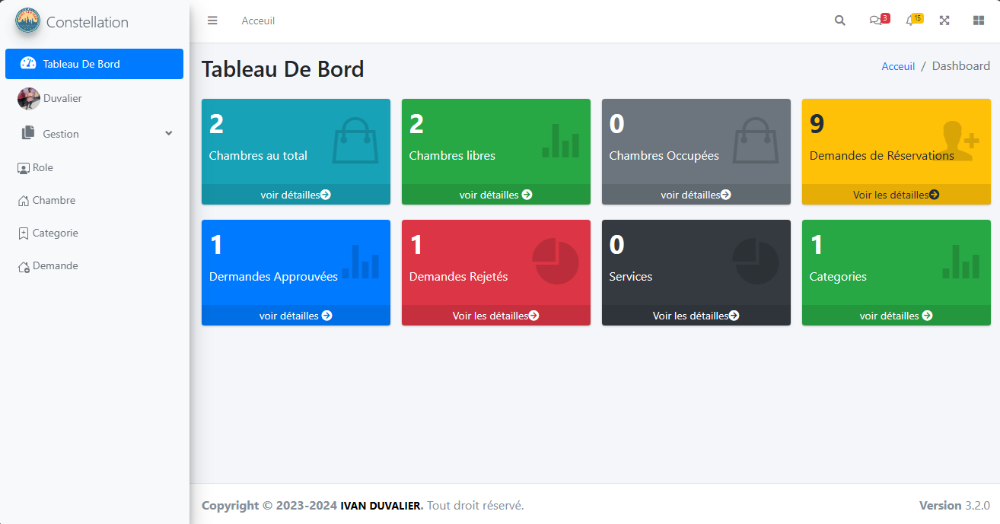 Constellation
Acceuil
3
15
Tableau De Bord
Duvalier
Gestion
Role
Chambre
Categorie
Demande
Tableau De Bord
Acceuil / Dashboard
2
Chambres au total
voir détailles
2
Chambres libres
voir détailles
0
Chambres Occupées
voir détailles
9
Demandes de Réservations
Voir les détailles
1
Dermandes Approuvées
voir détailles
1
Demandes Rejetés
Voir les détailles
0
Services
Voir les détailles
1
Categories
voir détailles
Copyright © 2023-2024 IVAN DUVALIER. Tout droit réservé.
Version 3.2.0